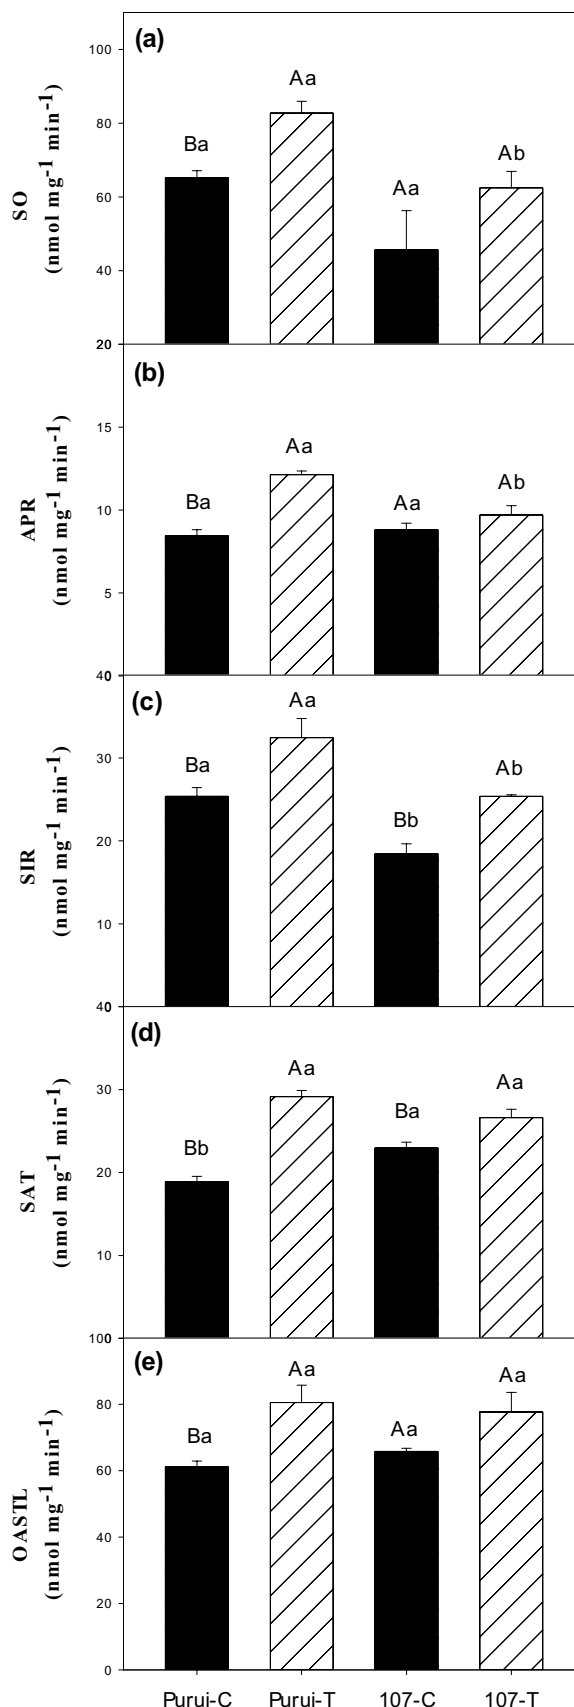 (a)
100
80
60
40
20
SO
(nmol mg-1 min-1)
Ba
Aa
Aa
Ab
(b)
15
10
5
0
APR
(nmol mg-1 min-1)
Ba
Aa
Aa
Ab
(c)
40
30
20
10
0
SIR
(nmol mg-1 min-1)
Ba
Aa
Bb
Ab
(d)
40
30
20
10
0
SAT
(nmol mg-1 min-1)
Bb
Aa
Ba
Aa
(e)
100
80
60
40
20
0
OASTL
(nmol mg-1 min-1)
Ba
Aa
Aa
Aa
Purui-C Purui-T 107-C 107-T